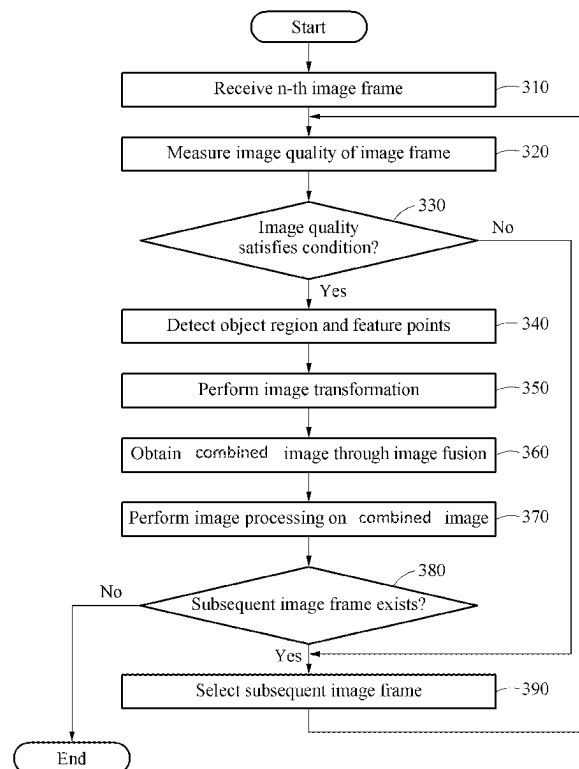 Start
Receive n-th image frame
310
Measure image quality of image frame
320
330
Image quality
satisfies condition?
No
Yes
Detect object region and feature points
340
Perform image transformation
350
Obtain combined image through image fusion
360
Perform image processing on combined image
370
380
No
Subsequent image frame exists?
Yes
Select subsequent image frame
390
End